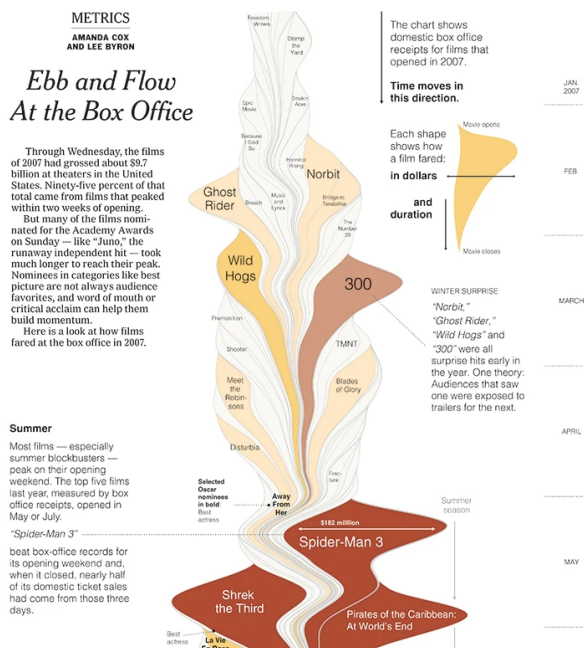 METRICS
AMANDA COX
AND LEE BYRON
Ebb and Flow
At the Box Office
Through Wednesday, the films
of 2007 had grossed about $9.7
billion at theaters in the United
States. Ninety-five percent of that
total came from films that peaked
within two weeks of opening.
But many of the films nomi-
nated for the Academy Awards
on Sunday — like “Juno,” the
runaway independent hit — took
much longer to reach their peak.
Nominees in categories like best
picture are not always audience
favorites, and word of mouth or
critical acclaim can help them
build momentum.
Here is a look at how films
fared at the box office in 2007.
Summer
Most films — especially
summer blockbusters —
peak on their opening
weekend. The top five films
last year, measured by box
office receipts, opened in
May or July.
“Spider-Man 3”
beat box-office records for
its opening weekend and,
when it closed, nearly half
of its domestic ticket sales
had come from those three
days.
Freedom
Writers
Stomp
the
Yard
Epic
Movie
Smokin'
Aces
Because
I Said
So
Hannibal
Rising
Norbit
Ghost
Rider
Breach
Music
and
Lyrics
Bridge to
Terabithia
The
Number
23
Wild
Hogs
300
Premonition
Shooter
TMNT
Meet
the
Robin-
sons
Blades
of Glory
Disturbia
Frac-
ture
Selected
Oscar
nominees
in bold
Best
actress
Away
From
Her
$182 million
Spider-Man 3
Shrek
the Third
Pirates of the Caribbean:
At World's End
Best
actress
La Vie
The chart shows
domestic box office
receipts for films that
opened in 2007.
Time moves in
this direction.
Each shape
shows how
a film fared:
in dollars
and
duration
Movie opens
Movie closes
WINTER SURPRISE
“Norbit,”
“Ghost Rider,”
“Wild Hogs” and
“300” were all
surprise hits early in
the year. One theory:
Audiences that saw
one were exposed to
trailers for the next.
Summer
season
JAN.
2007
FEB.
MARCH
APRIL
MAY